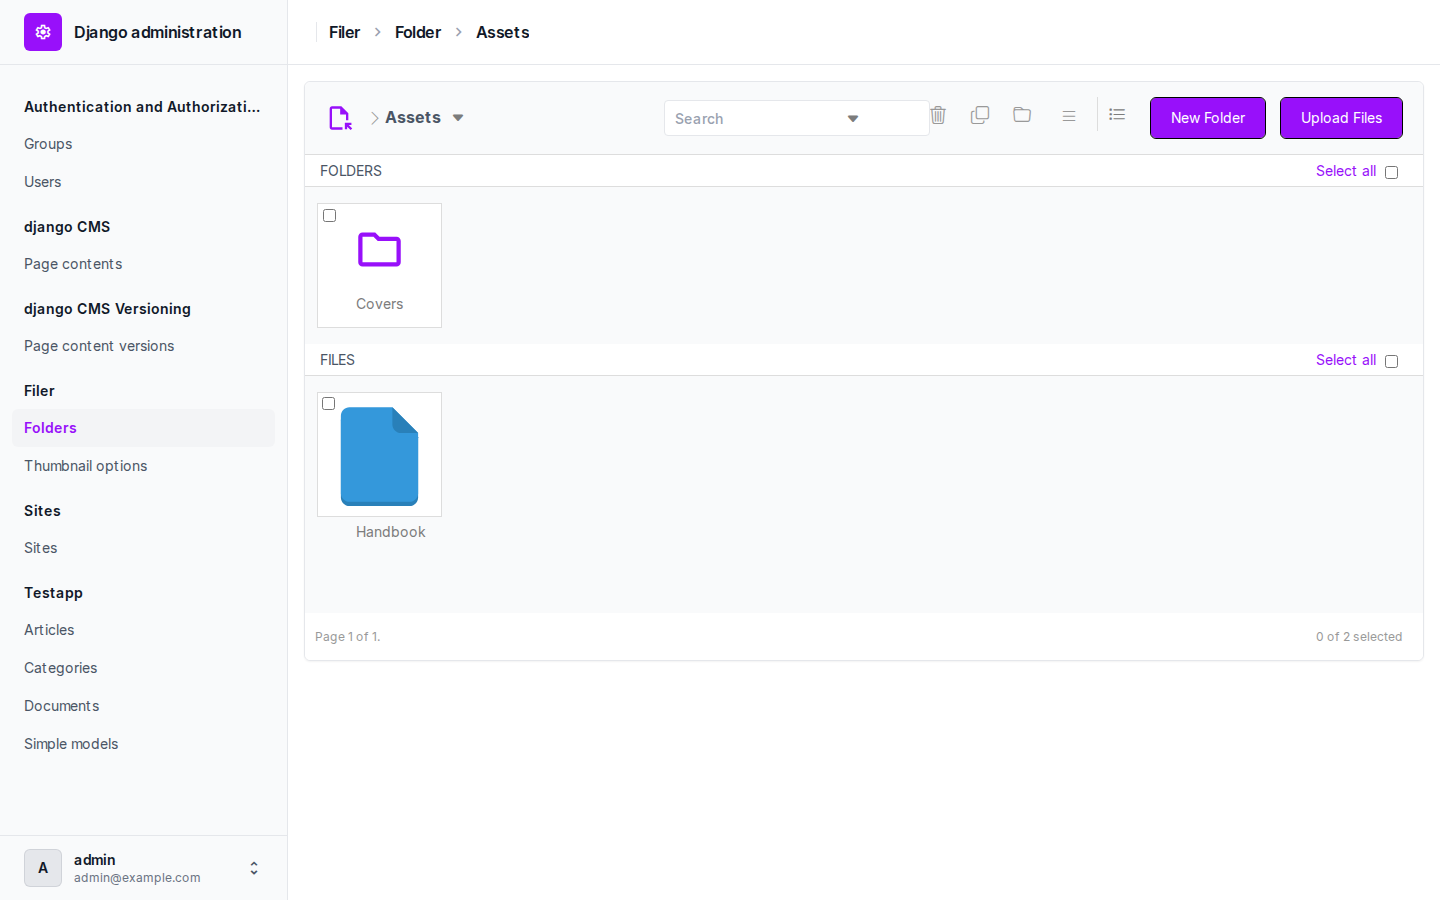 Django administration
Filer
Folder
Assets
Authentication and Authorizati...
Groups
Users
django CMS
Page contents
django CMS Versioning
Page content versions
Filer
Folders
Thumbnail options
Sites
Sites
Testapp
Articles
Categories
Documents
Simple models
A
admin
admin@example.com
Assets
Search
New Folder
Upload Files
FOLDERS
Select all
Covers
FILES
Select all
Handbook
Page 1 of 1.
0 of 2 selected